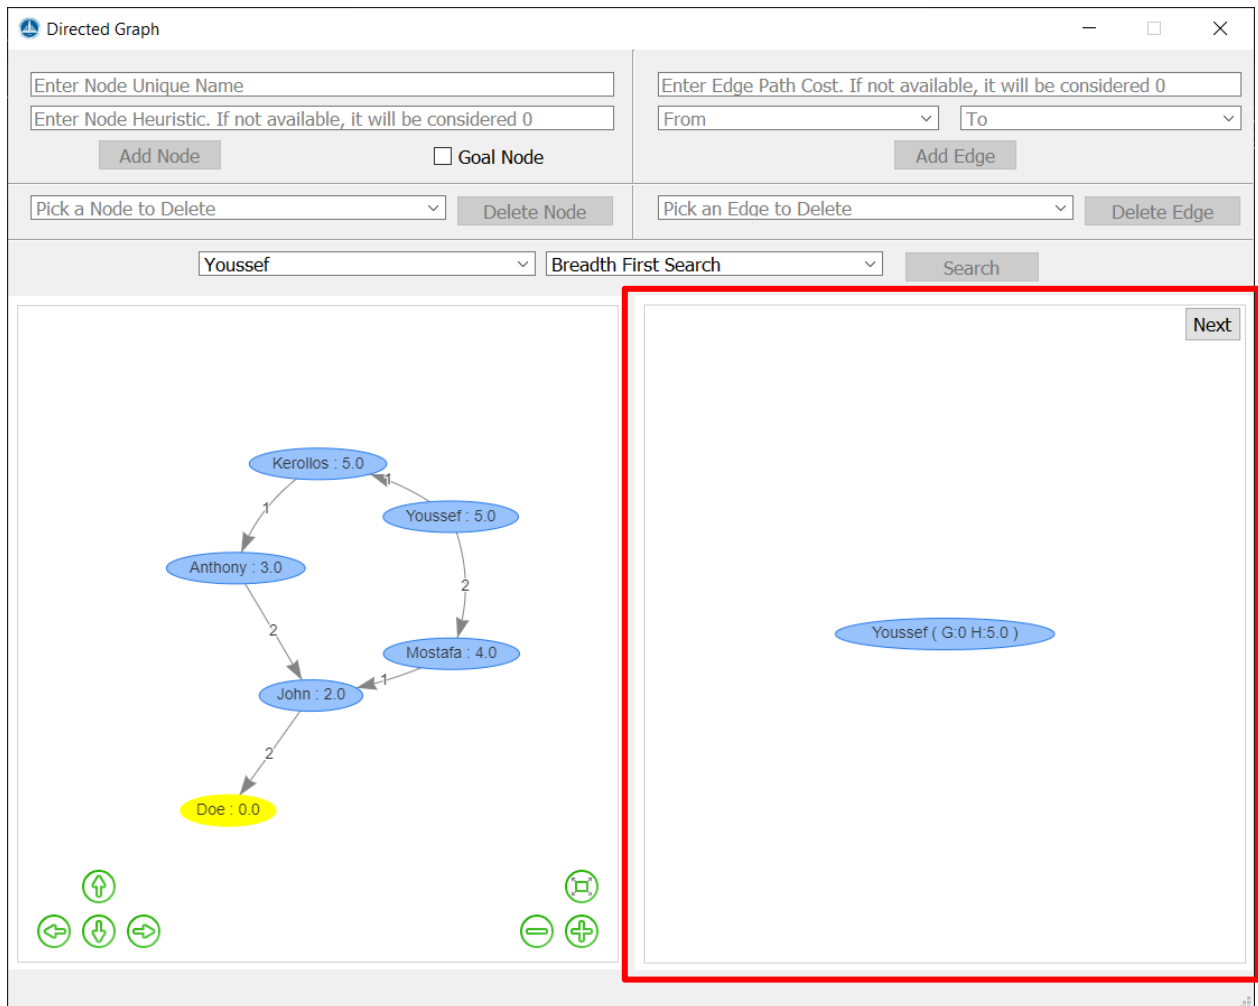 Directed Graph
Enter Node Unique Name
Enter Edge Path Cost. If not available, it will be considered 0
Enter Node Heuristic. If not available, it will be considered 0
From
To
Add Node
Goal Node
Add Edge
Pick a Node to Delete
Delete Node
Pick an Edge to Delete
Delete Edge
Youssef
Breadth First Search
Search
Next
Kerollos : 5.0
1
Youssef : 5.0
1
Anthony : 3.0
2
2
Mostafa : 4.0
1
John : 2.0
2
Doe : 0.0
Youssef ( G:0 H:5.0 )